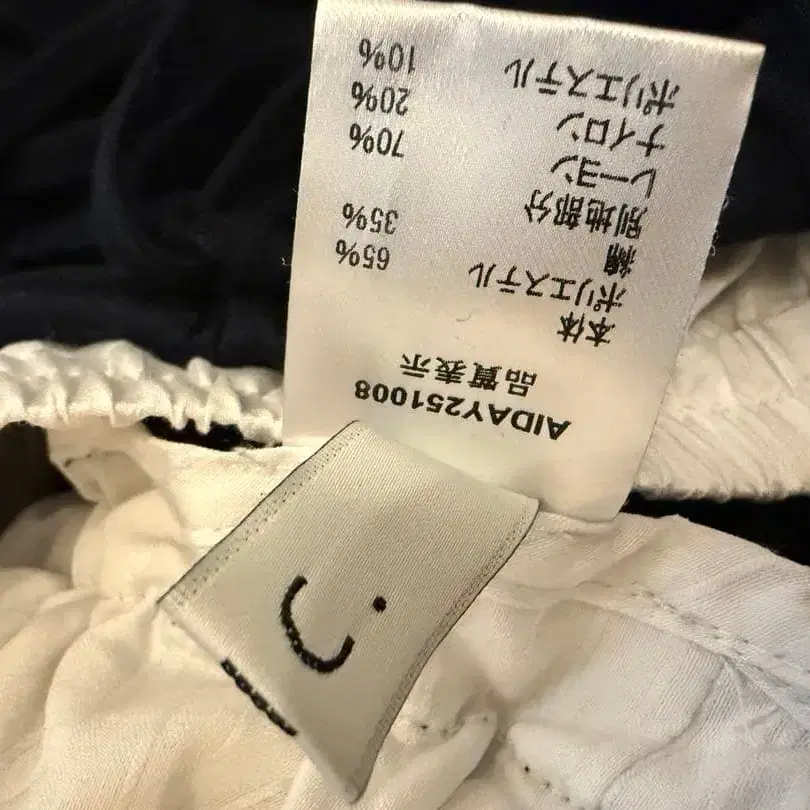 AIDAY251008
品質表示
本体
ポリエステル 65%
綿 35%
別地部分
レーヨン 70%
ナイロン 20%
ポリエステル 10%